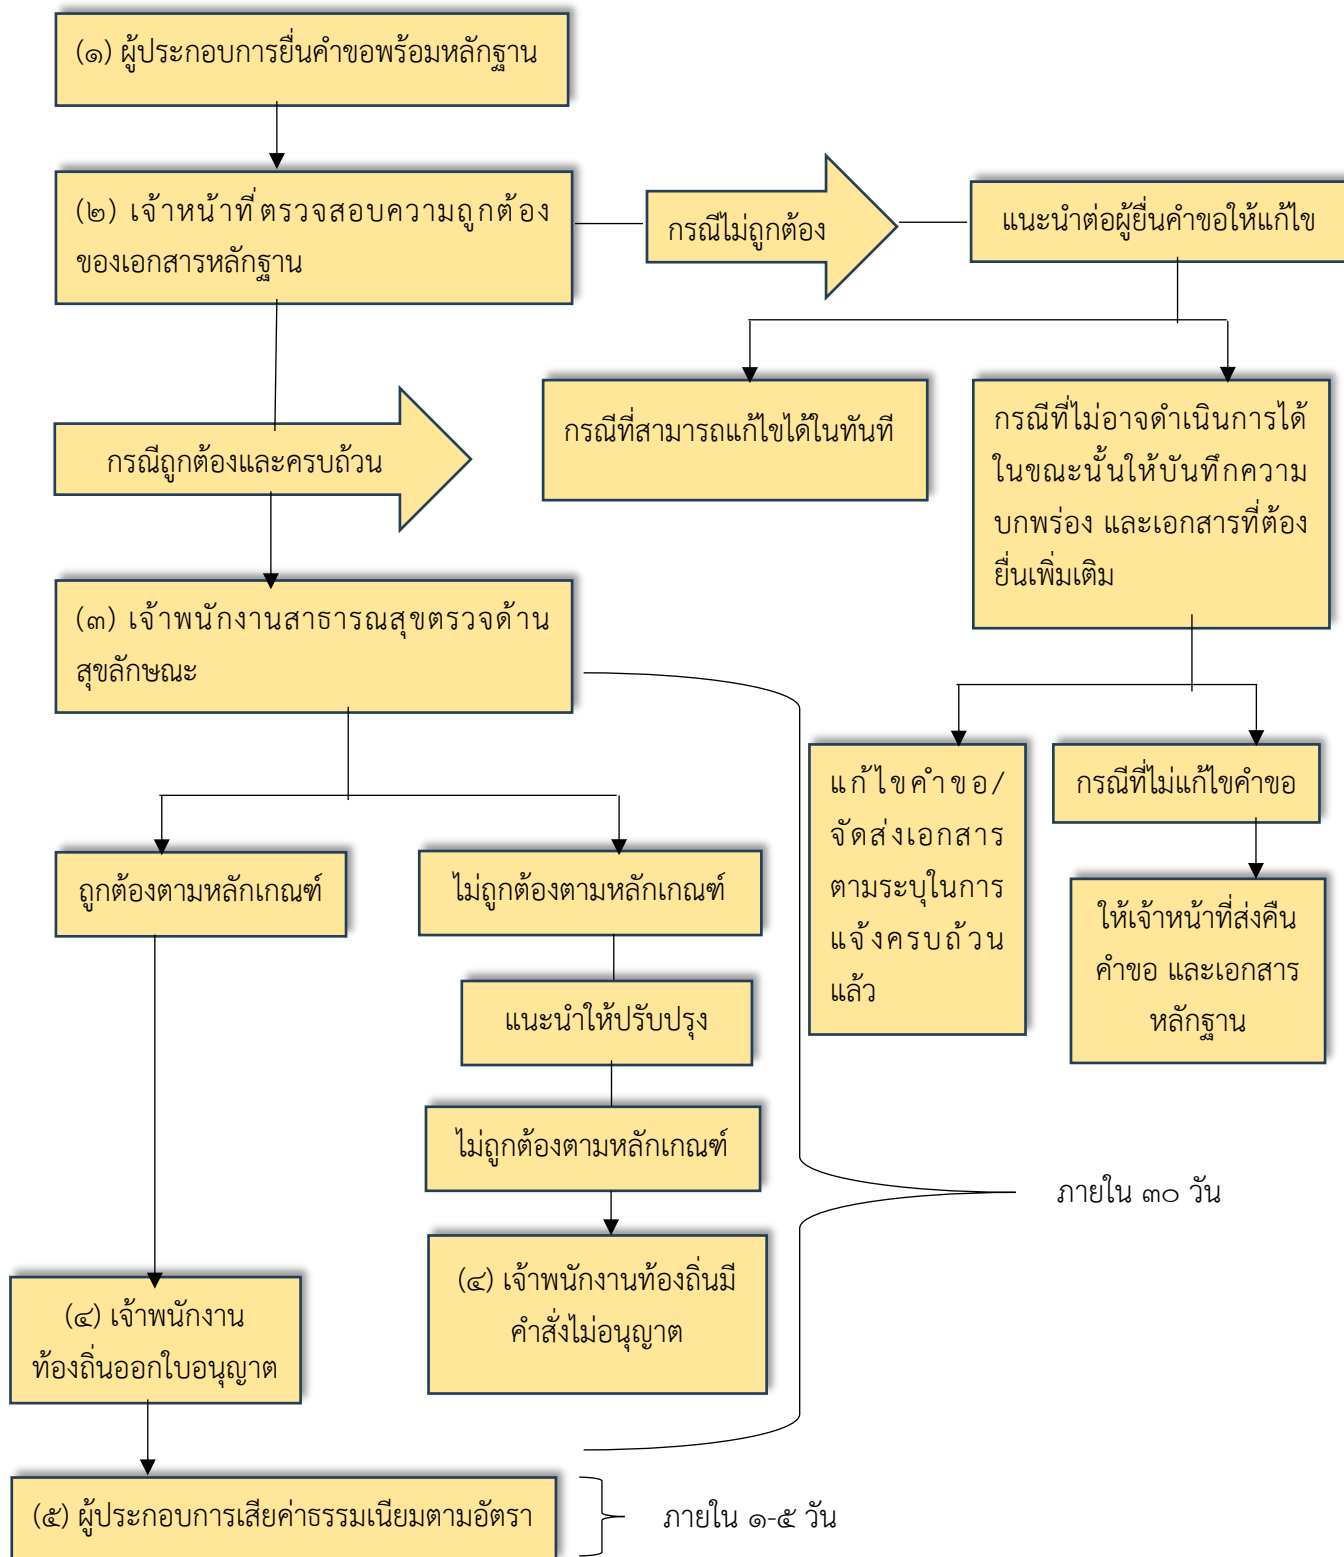 (๑) ผู้ประกอบการยื่นคำขอพร้อมหลักฐาน
(๒) เจ้าหน้าที่ตรวจสอบความถูกต้อง
ของเอกสารหลักฐาน
กรณีไม่ถูกต้อง
แนะนำต่อผู้ยื่นคำขอให้แก้ไข
กรณีที่สามารถแก้ไขได้ในทันที
กรณีที่ไม่อาจดำเนินการได้
ในขณะนั้นให้บันทึกความ
บกพร่อง และเอกสารที่ต้อง
ยื่นเพิ่มเติม
กรณีถูกต้องและครบถ้วน
(๓) เจ้าพนักงานสาธารณสุขตรวจด้าน
สุขลักษณะ
แก้ไขคำขอ/
จัดส่งเอกสาร
ตามระบุในการ
แจ้งครบถ้วน
แล้ว
กรณีที่ไม่แก้ไขคำขอ
ให้เจ้าหน้าที่ส่งคืน
คำขอ และเอกสาร
หลักฐาน
ถูกต้องตามหลักเกณฑ์
ไม่ถูกต้องตามหลักเกณฑ์
แนะนำให้ปรับปรุง
ไม่ถูกต้องตามหลักเกณฑ์
ภายใน ๓๐ วัน
(๔) เจ้าพนักงานท้องถิ่นมี
คำสั่งไม่อนุญาต
(๔) เจ้าพนักงาน
ท้องถิ่นออกใบอนุญาต
(๕) ผู้ประกอบการเสียค่าธรรมเนียมตามอัตรา
ภายใน ๑-๕ วัน